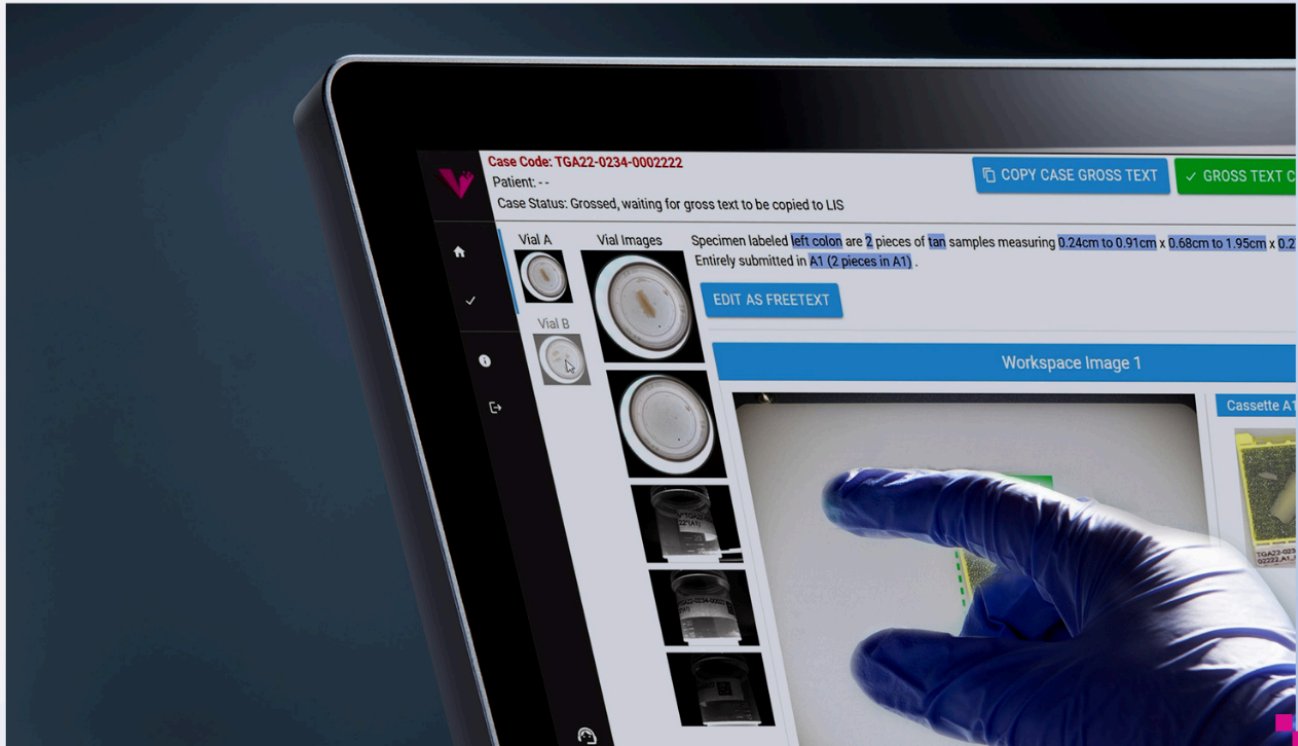 Case Code: TGA22-0234-0002222
Patient: --
Case Status: Grossed, waiting for gross text to be copied to LIS
COPY CASE GROSS TEXT
GROSS TEXT C
Vial A
Vial Images
Specimen labeled left colon are 2 pieces of tan samples measuring 0.24cm to 0.91cm x 0.68cm to 1.95cm x 0.2
Entirely submitted in A1 (2 pieces in A1) .
EDIT AS FREETEXT
Vial B
Workspace Image 1
Cassette A1